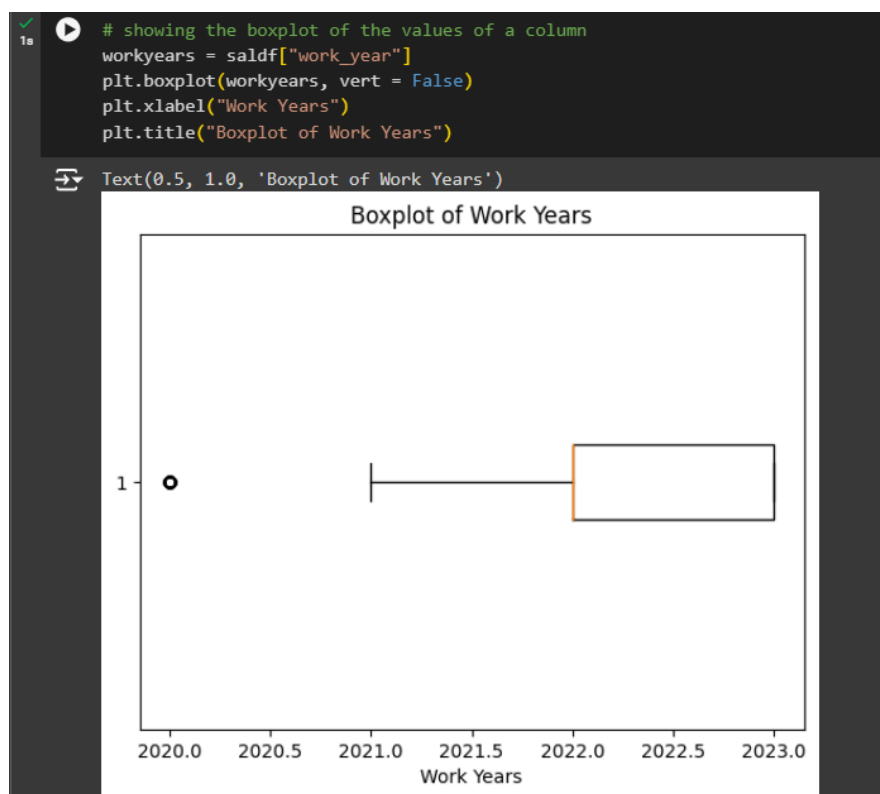 1s
# showing the boxplot of the values of a column
workyears = saldf["work_year"]
plt.boxplot(workyears, vert = False)
plt.xlabel("Work Years")
plt.title("Boxplot of Work Years")
Text(0.5, 1.0, 'Boxplot of Work Years')
Boxplot of Work Years
1
2020.0 2020.5 2021.0 2021.5 2022.0 2022.5 2023.0
Work Years